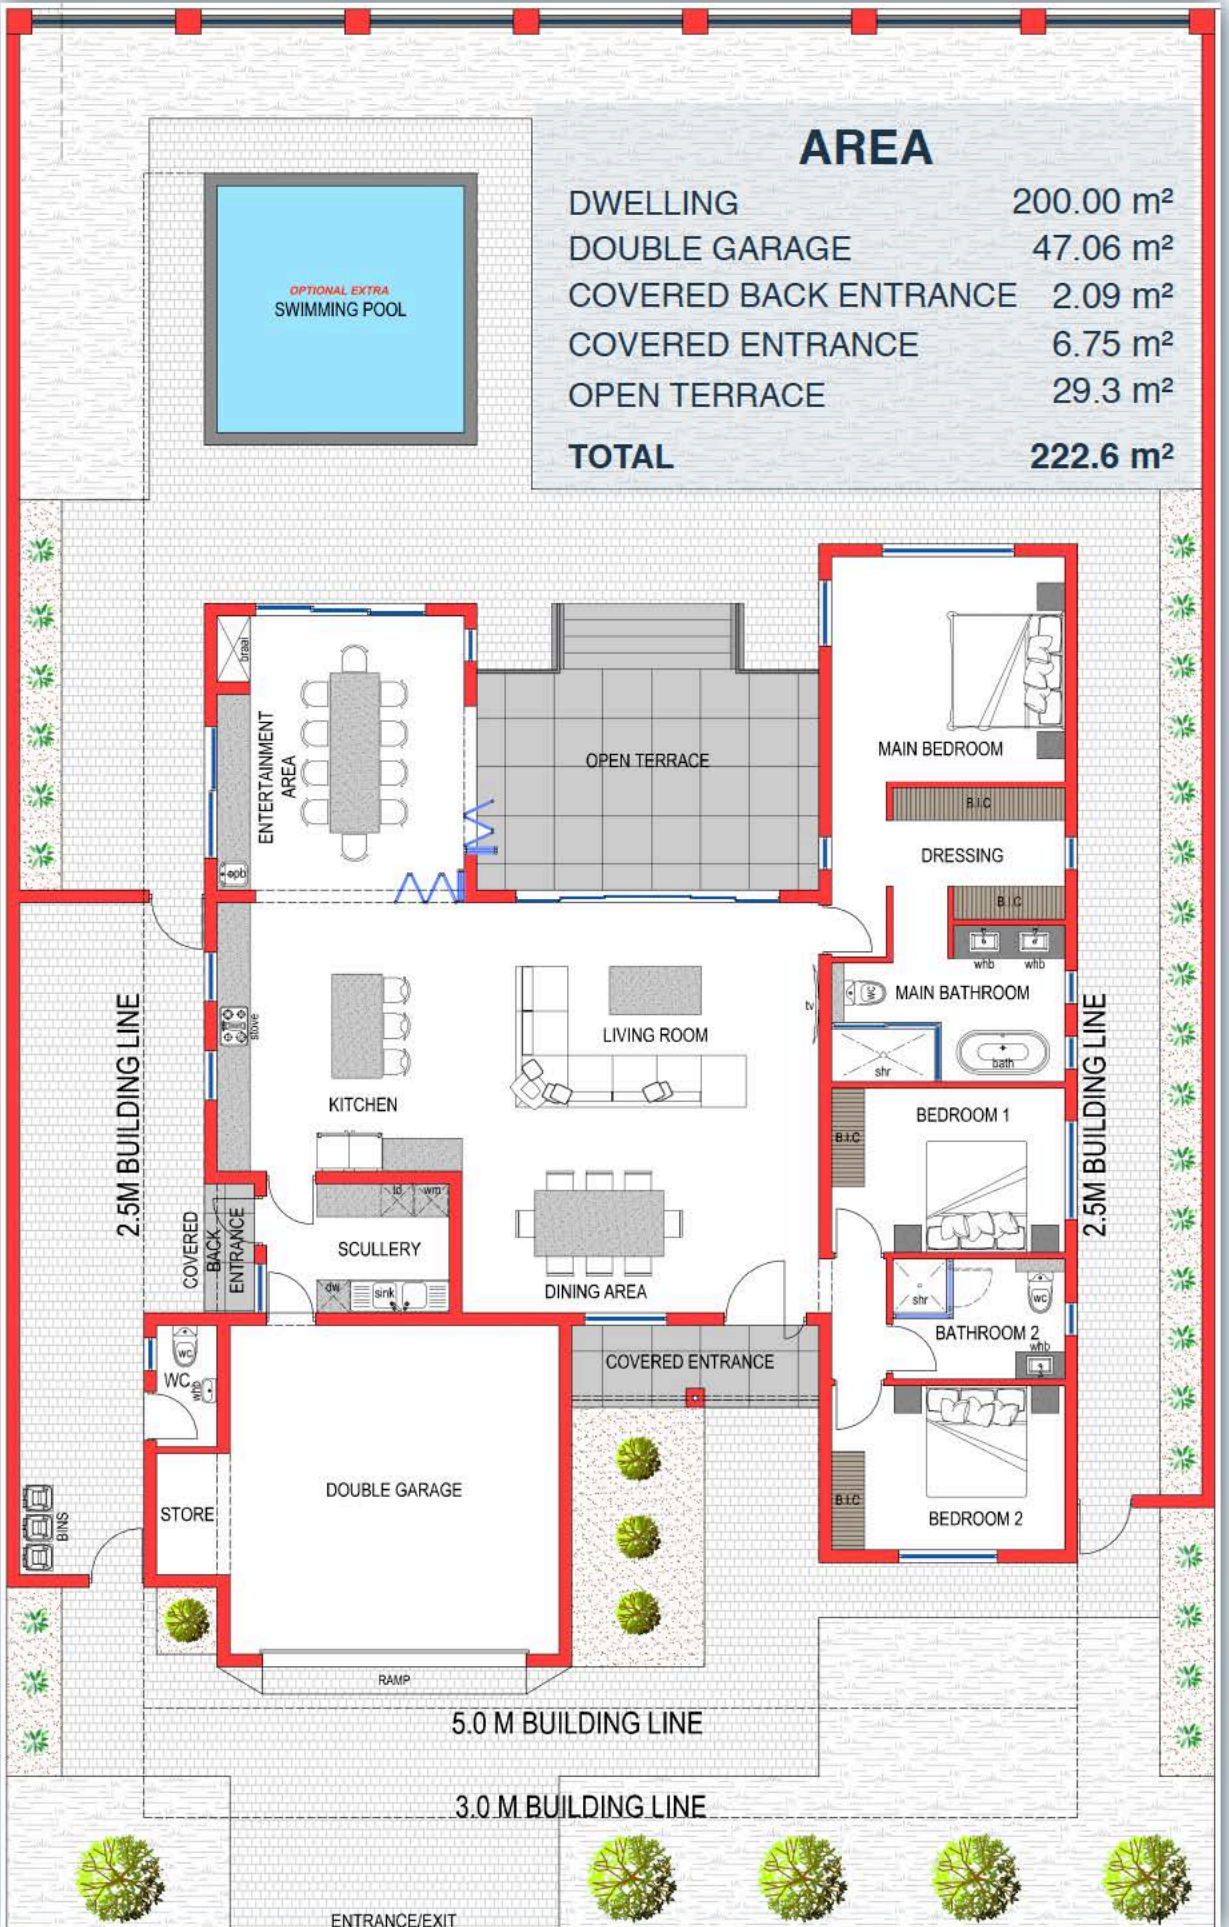 AREA
DWELLING 200.00 m²
DOUBLE GARAGE 47.06 m²
COVERED BACK ENTRANCE 2.09 m²
COVERED ENTRANCE 6.75 m²
OPEN TERRACE 29.3 m²
TOTAL 222.6 m²
OPTIONAL EXTRA
SWIMMING POOL
braai
ENTERTAINMENT
AREA
OPEN TERRACE
MAIN BEDROOM
B.I.C
DRESSING
B.I.C
whb
whb
WC
MAIN BATHROOM
shr
bath
tv
LIVING ROOM
stove
KITCHEN
2.5M BUILDING LINE
2.5M BUILDING LINE
BEDROOM 1
B.I.C
td
wm
COVERED
BACK
ENTRANCE
SCULLERY
dw
sink
DINING AREA
shr
wc
BATHROOM 2
whb
COVERED ENTRANCE
wc
WC
whb
DOUBLE GARAGE
STORE
BINS
B.I.C
BEDROOM 2
RAMP
5.0 M BUILDING LINE
3.0 M BUILDING LINE
ENTRANCE/EXIT